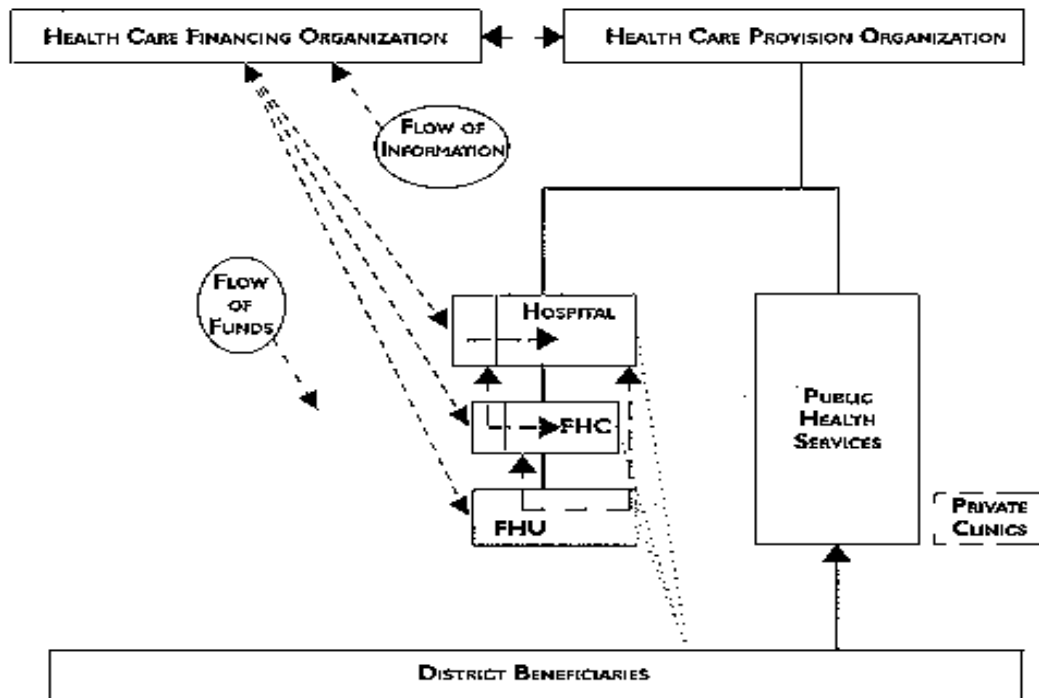 HEALTH CARE FINANCING ORGANIZATION
HEALTH CARE PROVISION ORGANIZATION
FLOW OF
INFORMATION
FLOW
OF
FUNDS
HOSPITAL
FHC
FHU
PUBLIC
HEALTH
SERVICES
PRIVATE
CLINICS
DISTRICT BENEFICIARIES